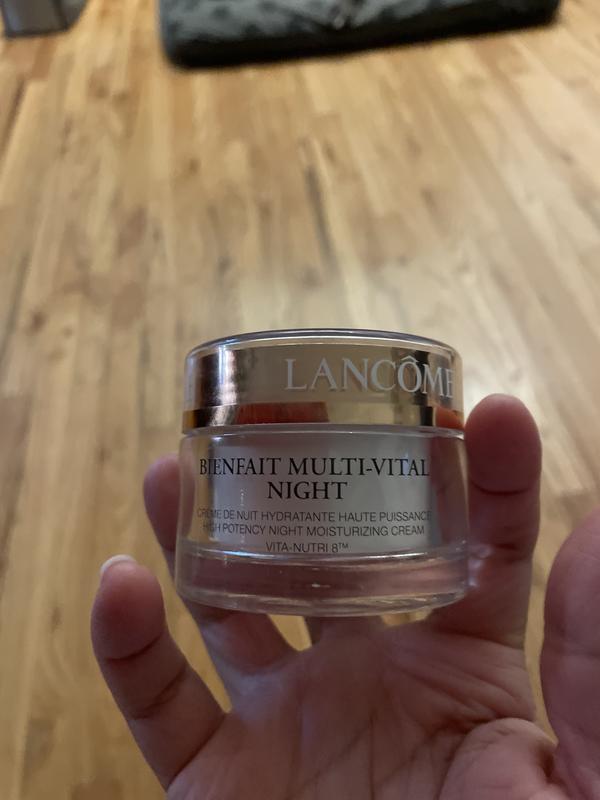 LANCÔME
BIENFAIT MULTI-VITAL
NIGHT
CRÈME DE NUIT HYDRATANTE HAUTE PUISSANCE
HIGH POTENCY NIGHT MOISTURIZING CREAM
VITA-NUTRI 8™